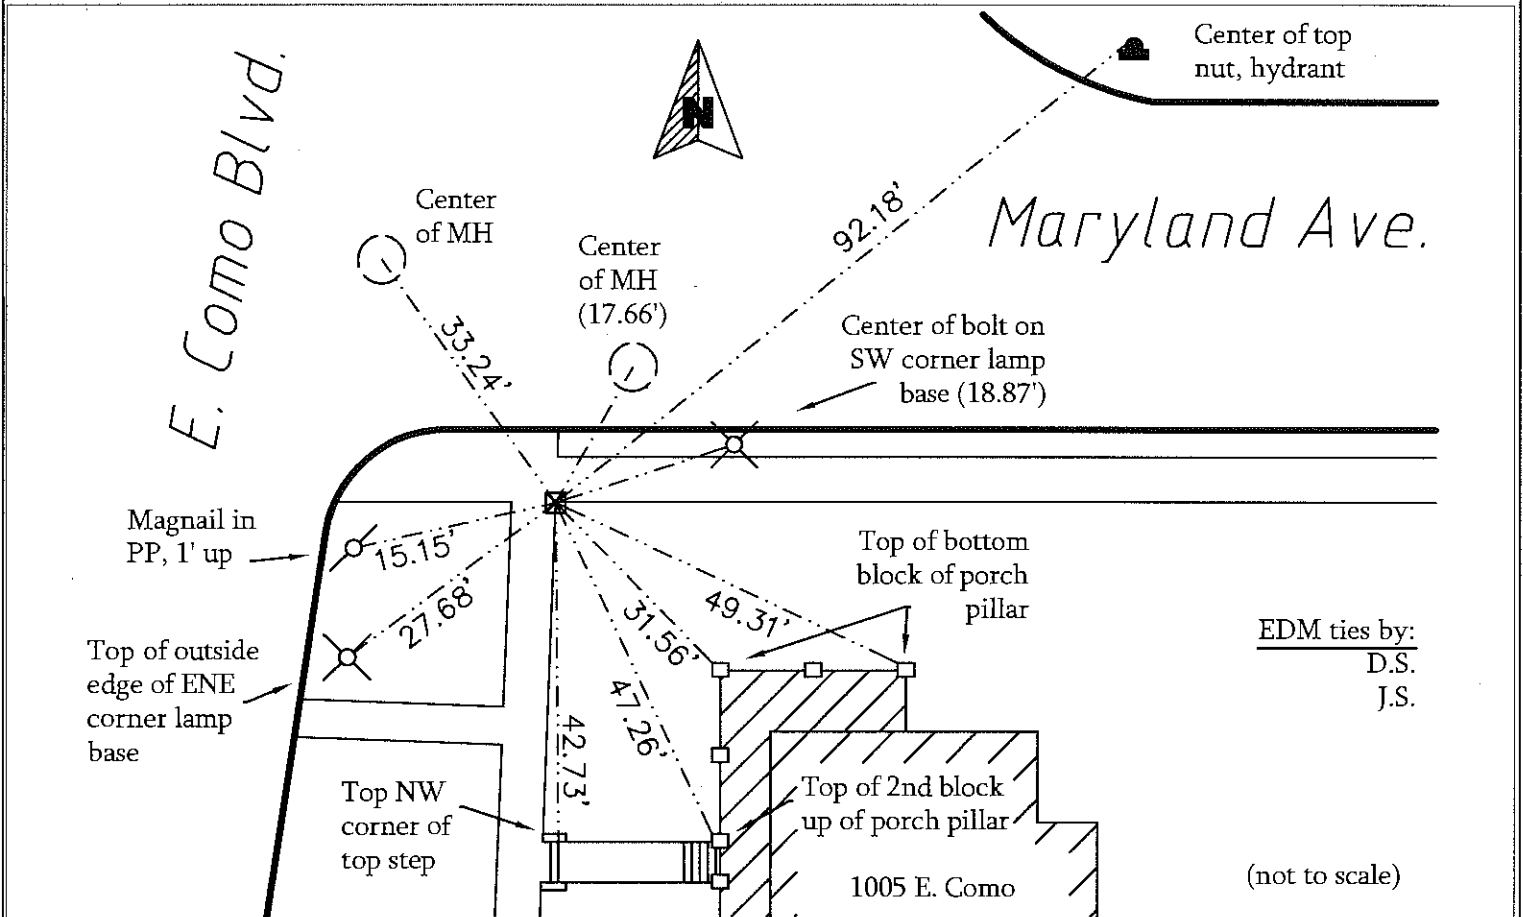 Center of top
nut, hydrant
E. Como Blvd.
N
Center
of MH
92.18'
Maryland Ave.
Center
of MH
(17.66')
33.24'
Center of bolt on
SW corner lamp
base (18.87')
Magnail in
PP, 1' up
15.15'
27.68'
Top of bottom
block of porch
pillar
49.31'
31.56'
47.26'
42.73'
EDM ties by:
D.S.
J.S.
Top of outside
edge of ENE
corner lamp
base
Top NW
corner of
top step
Top of 2nd block
up of porch pillar
1005 E. Como
(not to scale)